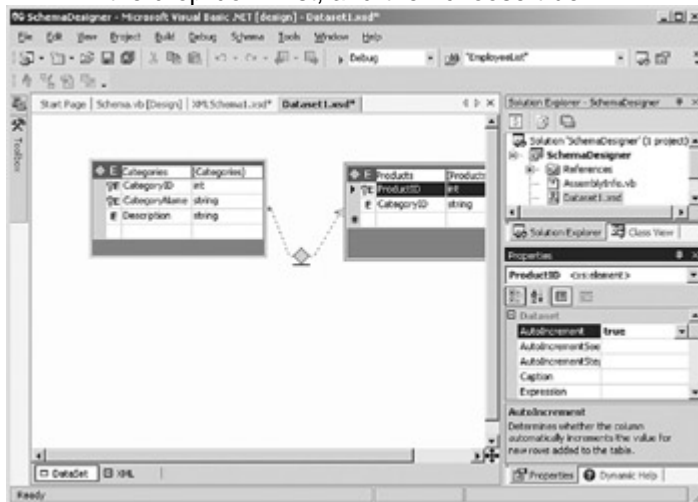 SchemaDesigner - Microsoft Visual Basic .NET [design] - Dataset1.xsd*
File Edit View Project Build Debug Schema Tools Window Help
Debug "EmployeeList"
Start Page Schema.vb [Design] XMLSchema1.xsd* Dataset1.xsd*
Toolbox
E Categories (Categories)
E CategoryID int
E CategoryName string
E Description string
E Products (Products
E ProductID int
E CategoryID string
DataSet XML
Ready
Solution Explorer - SchemaDesigner
Solution 'SchemaDesigner' (1 project)
SchemaDesigner
References
AssemblyInfo.vb
Dataset1.xsd
Solution Explorer Class View
Properties
ProductID <xs:element>
Dataset
AutoIncrement true
AutoIncrementSee
AutoIncrementSte
Caption
Expression
AutoIncrement
Determines whether the column
automatically increments the value for
new rows added to the table.
Properties Dynamic Help